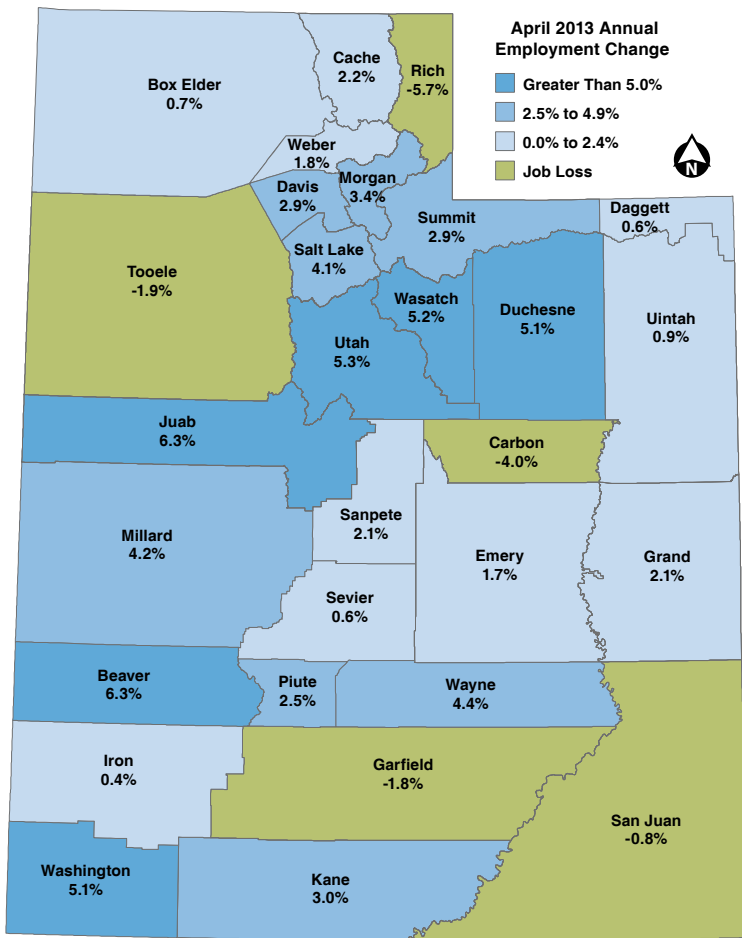 April 2013 Annual
Employment Change
Greater Than 5.0%
2.5% to 4.9%
0.0% to 2.4%
Job Loss
N
Box Elder
0.7%
Cache
2.2%
Rich
-5.7%
Weber
1.8%
Morgan
3.4%
Davis
2.9%
Summit
2.9%
Daggett
0.6%
Salt Lake
4.1%
Tooele
-1.9%
Wasatch
5.2%
Duchesne
5.1%
Uintah
0.9%
Utah
5.3%
Juab
6.3%
Carbon
-4.0%
Sanpete
2.1%
Millard
4.2%
Emery
1.7%
Grand
2.1%
Sevier
0.6%
Beaver
6.3%
Piute
2.5%
Wayne
4.4%
Iron
0.4%
Garfield
-1.8%
San Juan
-0.8%
Washington
5.1%
Kane
3.0%